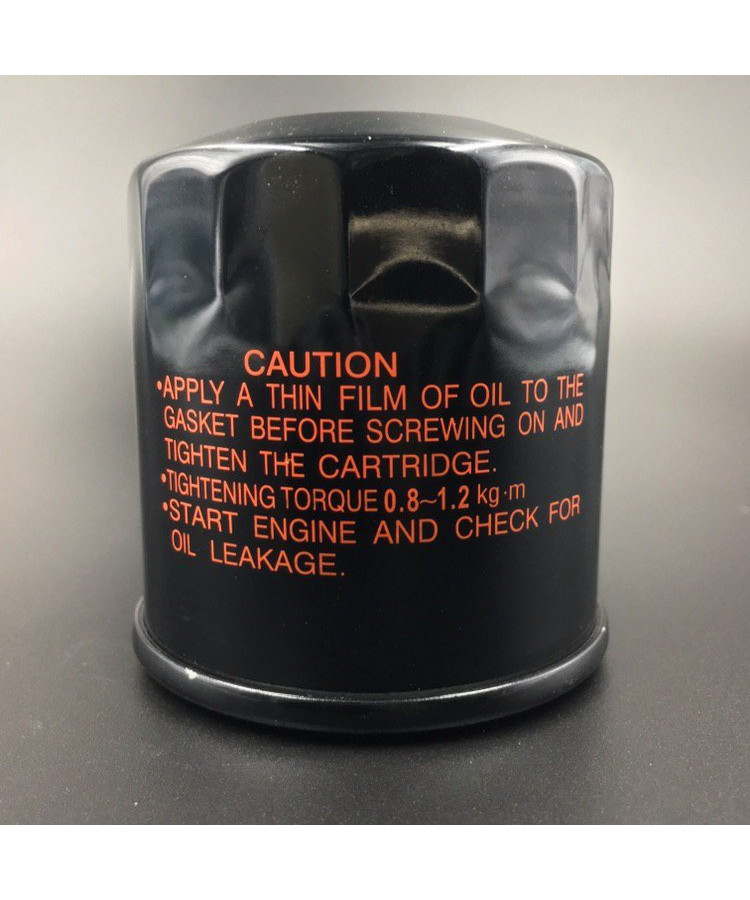 CAUTION
•APPLY A THIN FILM OF OIL TO THE
GASKET BEFORE SCREWING ON AND
TIGHTEN THE CARTRIDGE.
•TIGHTENING TORQUE 0.8~1.2 kg·m
•START ENGINE AND CHECK FOR
OIL LEAKAGE.